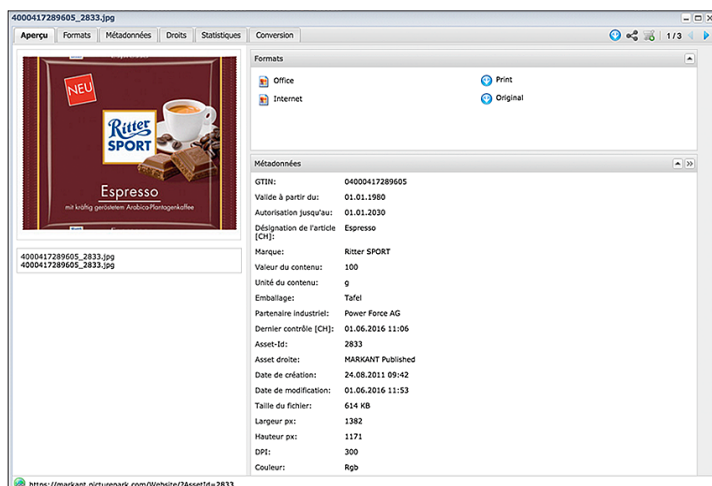 4000417289605_2833.jpg
Aperçu Formats Métadonnées Droits Statistiques Conversion 1/3
NEU
Ritter
SPORT
Espresso
mit kräftig geröstetem Arabica-Plantagenkaffee
4000417289605_2833.jpg
4000417289605_2833.jpg
Formats
Office Print
Internet Original
Métadonnées
GTIN: 04000417289605
Valide à partir du: 01.01.1980
Autorisation jusqu'au: 01.01.2030
Désignation de l'article Espresso
[CH]:
Marque: Ritter SPORT
Valeur du contenu: 100
Unité du contenu: g
Emballage: Tafel
Partenaire industriel: Power Force AG
Dernier contrôle [CH]: 01.06.2016 11:06
Asset-Id: 2833
Asset droite: MARKANT Published
Date de création: 24.08.2011 09:42
Date de modification: 01.06.2016 11:53
Taille du fichier: 614 KB
Largeur px: 1382
Hauteur px: 1171
DPI: 300
Couleur: Rgb
https://markant.picturepark.com/Website/?AssetId=2833